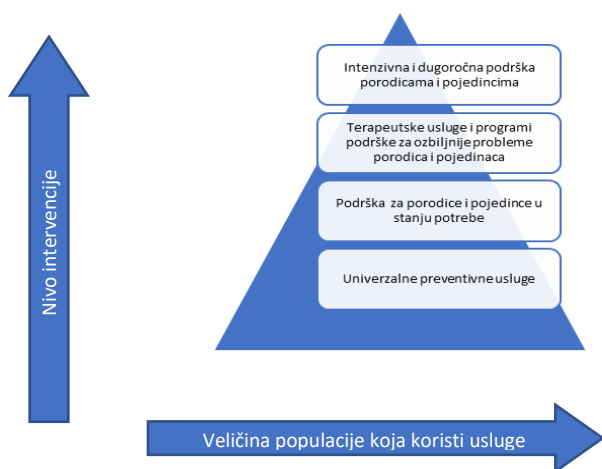 Intenzivna i dugoročna podrška
porodicama i pojedincima
Terapeutske usluge i programi
podrške za ozbiljnije probleme
porodica i pojedinaca
Podrška za porodice i pojedince u
stanju potrebe
Univerzalne preventivne usluge
Nivo intervencije
Veličina populacije koja koristi usluge